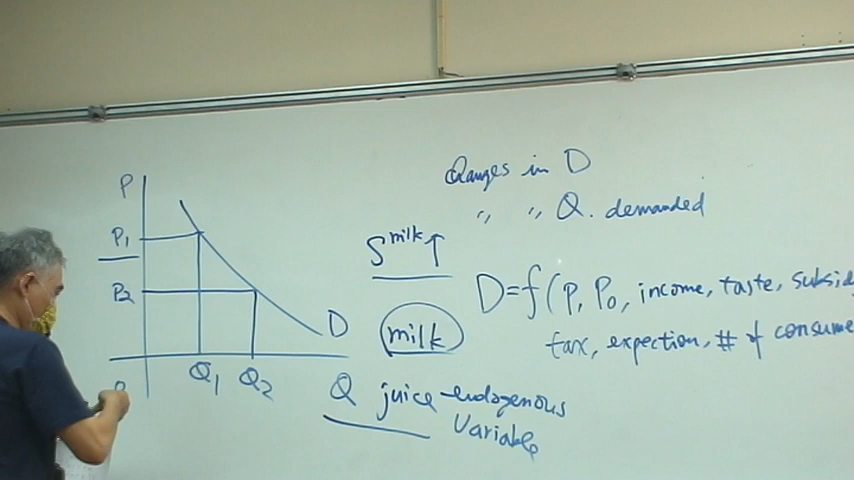 Changes in D
" " Q. demanded
P
P1
P2
S milk ↑
D=f(P, Po, income, taste, subsid
tax, expection, # of consume
milk
D
Q1 Q2 Q juice-endogenous
Variable